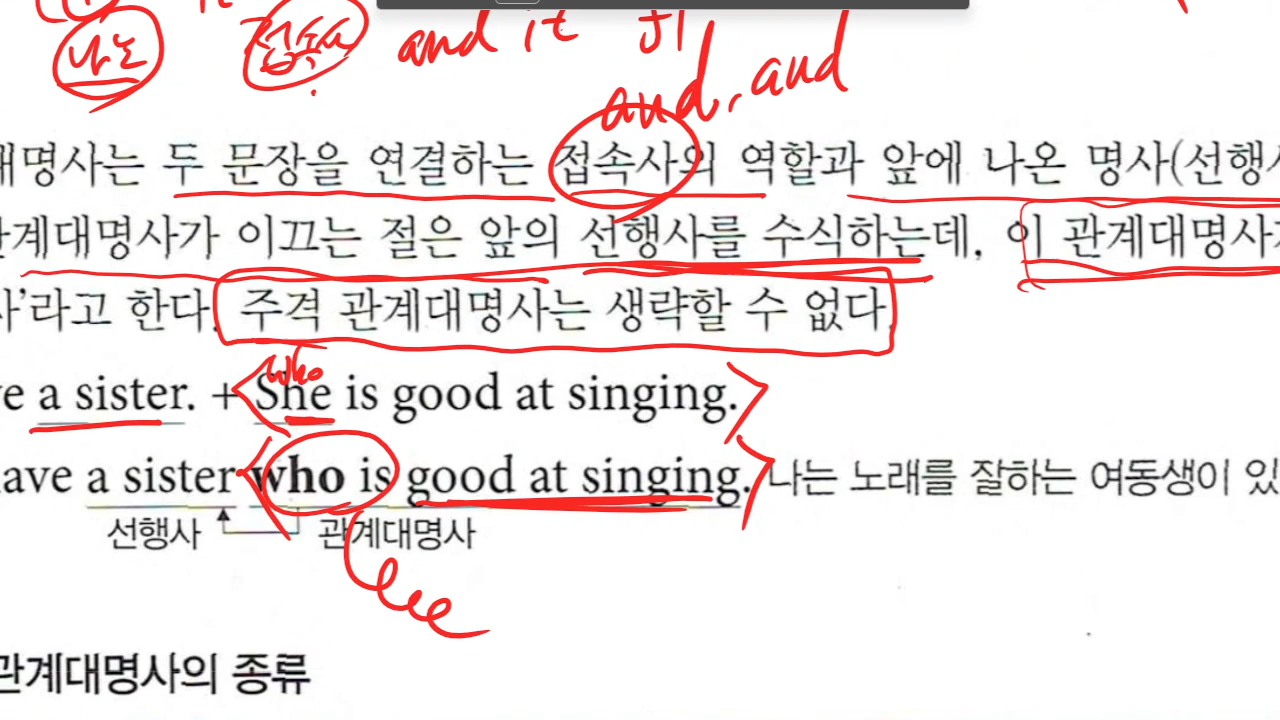 나는 접속사 and it
and, and
대명사는 두 문장을 연결하는 접속사의 역할과 앞에 나온 명사(선행사
관계대명사가 이끄는 절은 앞의 선행사를 수식하는데, 이 관계대명사가
사'라고 한다. 주격 관계대명사는 생략할 수 없다.
who
ve a sister. + She is good at singing.
have a sister who is good at singing. 나는 노래를 잘하는 여동생이 있
선행사 관계대명사
관계대명사의 종류